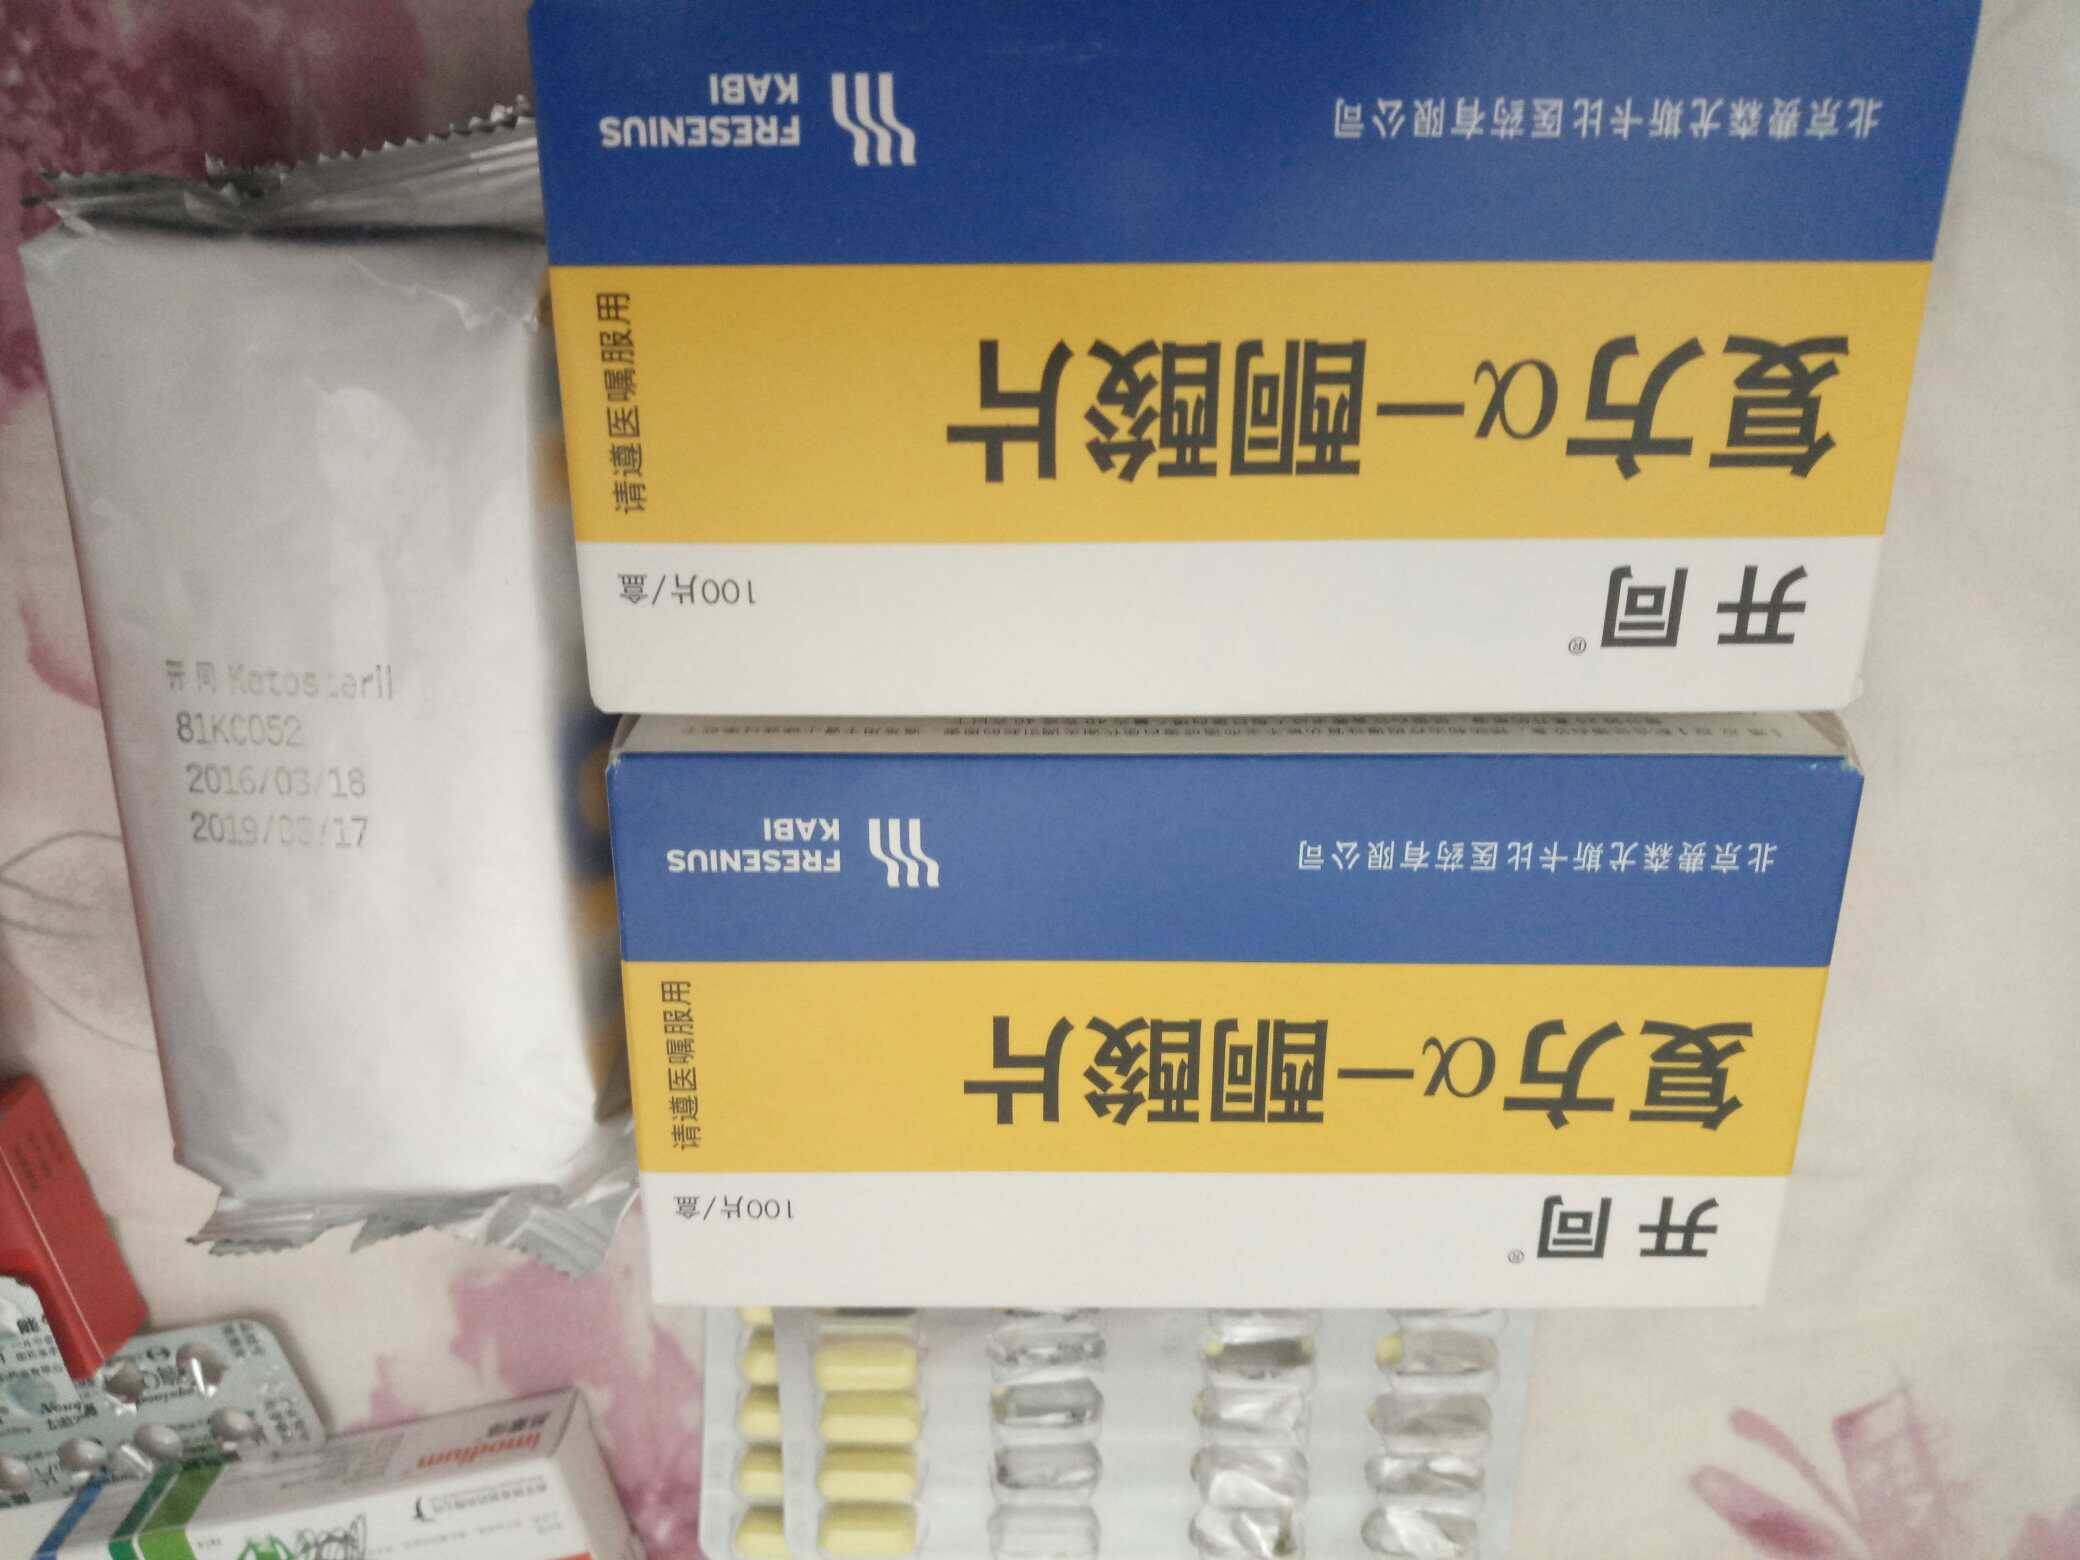 北京费森尤斯卡比医药有限公司
FRESENIUS
KABI
复方α-酮酸片
请遵医嘱服用
开同®
100片/盒
开同 Ketosteril
81KC052
2016/03/18
2019/03/17
北京费森尤斯卡比医药有限公司
FRESENIUS
KABI
复方α-酮酸片
请遵医嘱服用
开同®
100片/盒
imodium